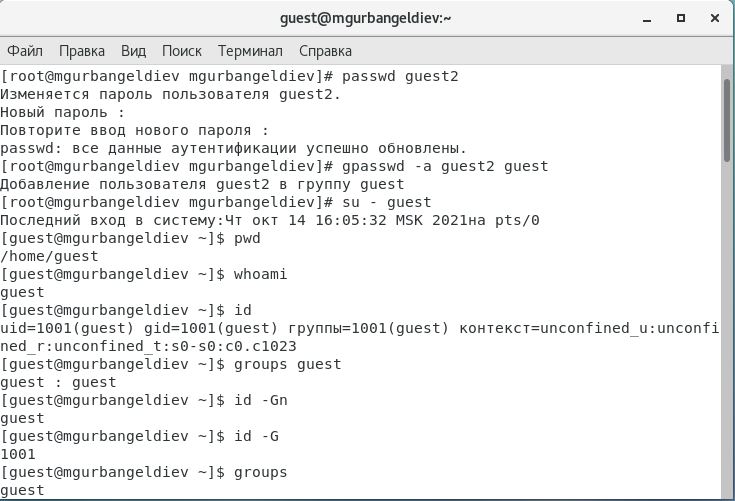 guest@mgurbangeldiev:~
Файл Правка Вид Поиск Терминал Справка
[root@mgurbangeldiev mgurbangeldiev]# passwd guest2
Изменяется пароль пользователя guest2.
Новый пароль :
Повторите ввод нового пароля :
passwd: все данные аутентификации успешно обновлены.
[root@mgurbangeldiev mgurbangeldiev]# gpasswd -a guest2 guest
Добавление пользователя guest2 в группу guest
[root@mgurbangeldiev mgurbangeldiev]# su - guest
Последний вход в систему:Чт окт 14 16:05:32 MSK 2021на pts/0
[guest@mgurbangeldiev ~]$ pwd
/home/guest
[guest@mgurbangeldiev ~]$ whoami
guest
[guest@mgurbangeldiev ~]$ id
uid=1001(guest) gid=1001(guest) группы=1001(guest) контекст=unconfined_u:unconfi
ned_r:unconfined_t:s0-s0:c0.c1023
[guest@mgurbangeldiev ~]$ groups guest
guest : guest
[guest@mgurbangeldiev ~]$ id -Gn
guest
[guest@mgurbangeldiev ~]$ id -G
1001
[guest@mgurbangeldiev ~]$ groups
guest